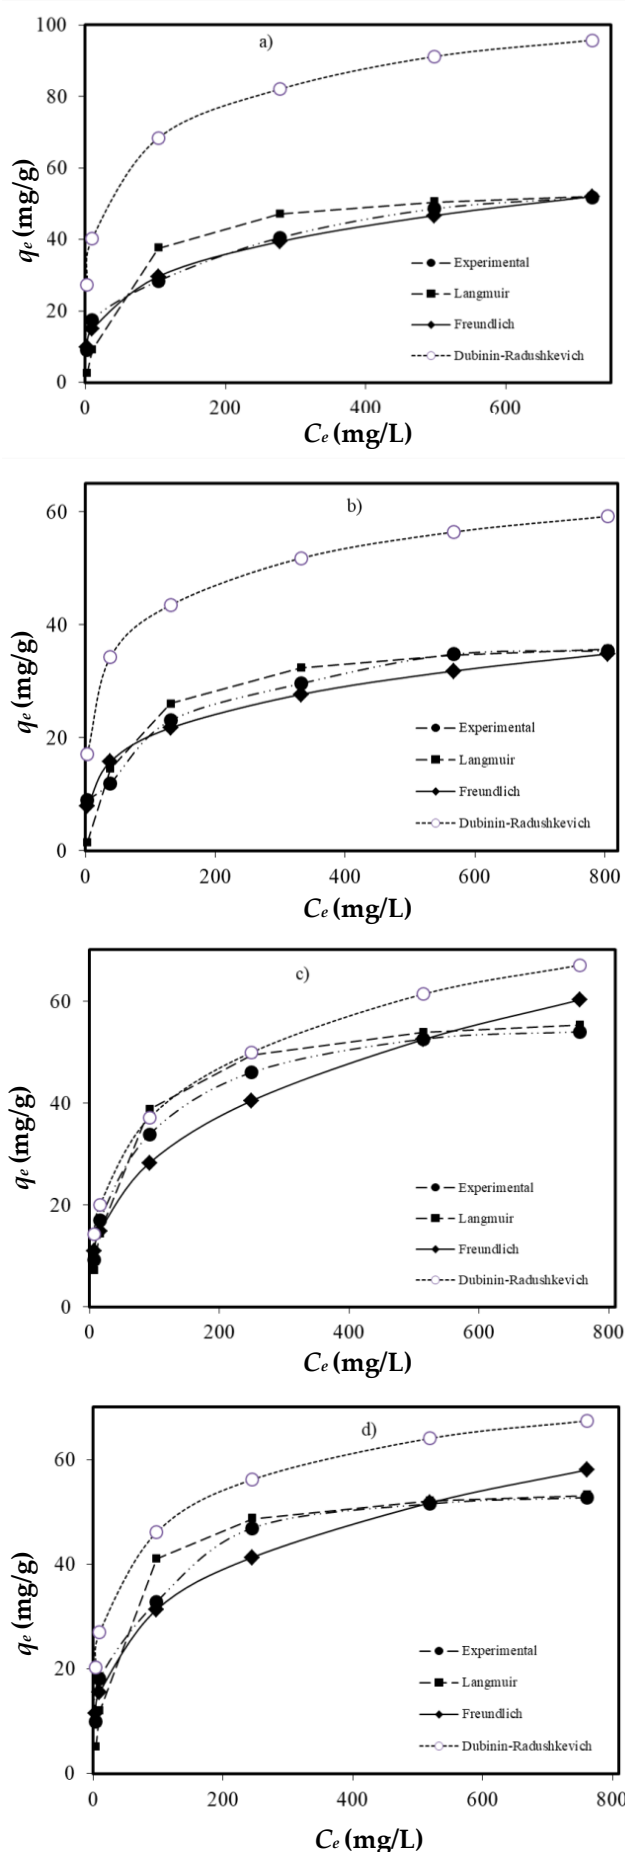 100
a)
80
60
40
20
0
qe (mg/g)
Experimental
Langmuir
Freundlich
Dubinin-Radushkevich
0 200 400 600
Ce (mg/L)
b)
60
40
20
0
qe (mg/g)
Experimental
Langmuir
Freundlich
Dubinin-Radushkevich
0 200 400 600 800
Ce (mg/L)
c)
60
40
20
0
qe (mg/g)
Experimental
Langmuir
Freundlich
Dubinin-Radushkevich
0 200 400 600 800
Ce (mg/L)
d)
60
40
20
0
qe (mg/g)
Experimental
Langmuir
Freundlich
Dubinin-Radushkevich
0 200 400 600 800
Ce (mg/L)